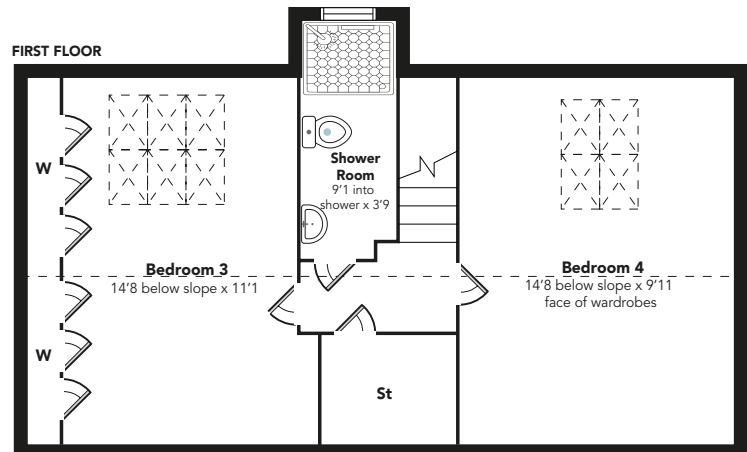 FIRST FLOOR
W
Shower
Room
9’1 into
shower x 3’9
Bedroom 3
14’8 below slope x 11’1
Bedroom 4
14’8 below slope x 9’11
face of wardrobes
W
St